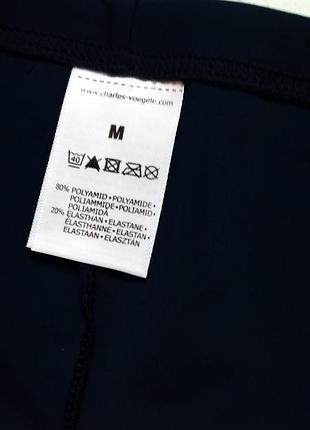 www.charles-voegele.com
M
40
80% POLYAMID • POLYAMIDE •
POLIAMMIDE • POLIAMID •
POLIAMIDA
20% ELASTHAN • ELASTANE •
ELASTHANNE • ELASTAN •
ELASTAAN • ELASZTÁN